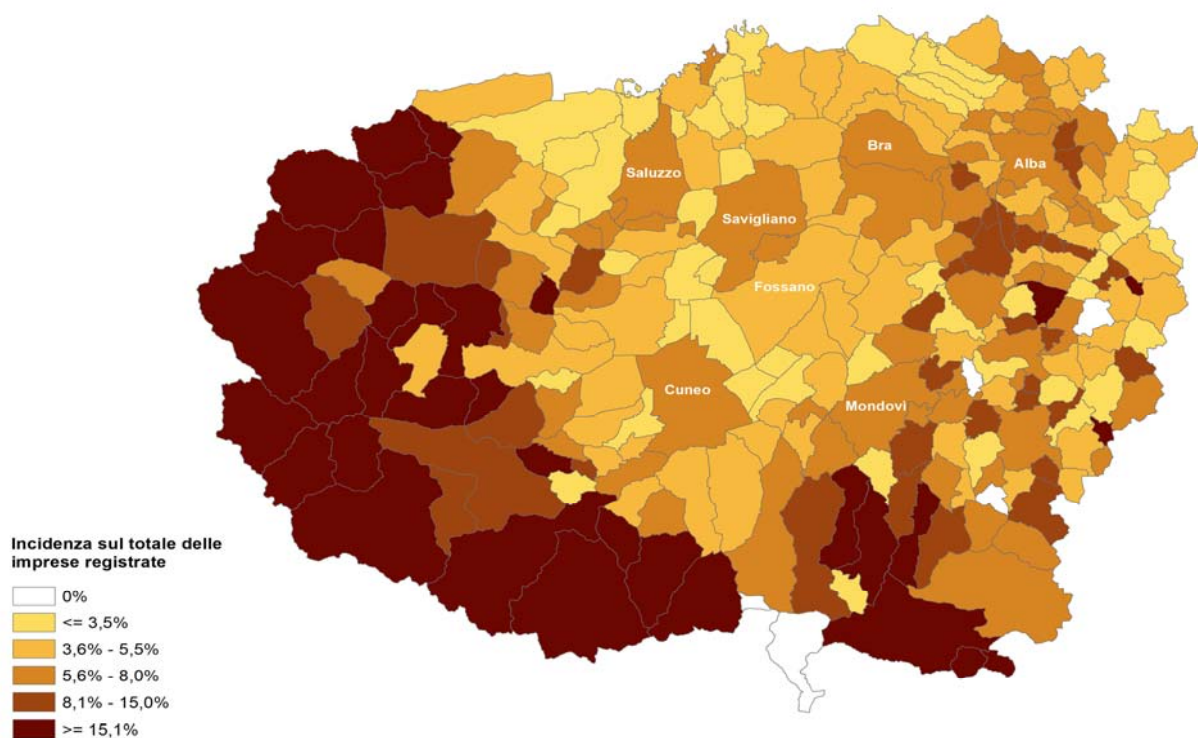 Bra
Alba
Saluzzo
Savigliano
Fossano
Cuneo
Mondovì
Incidenza sul totale delle
imprese registrate
0%
<= 3,5%
3,6% - 5,5%
5,6% - 8,0%
8,1% - 15,0%
>= 15,1%